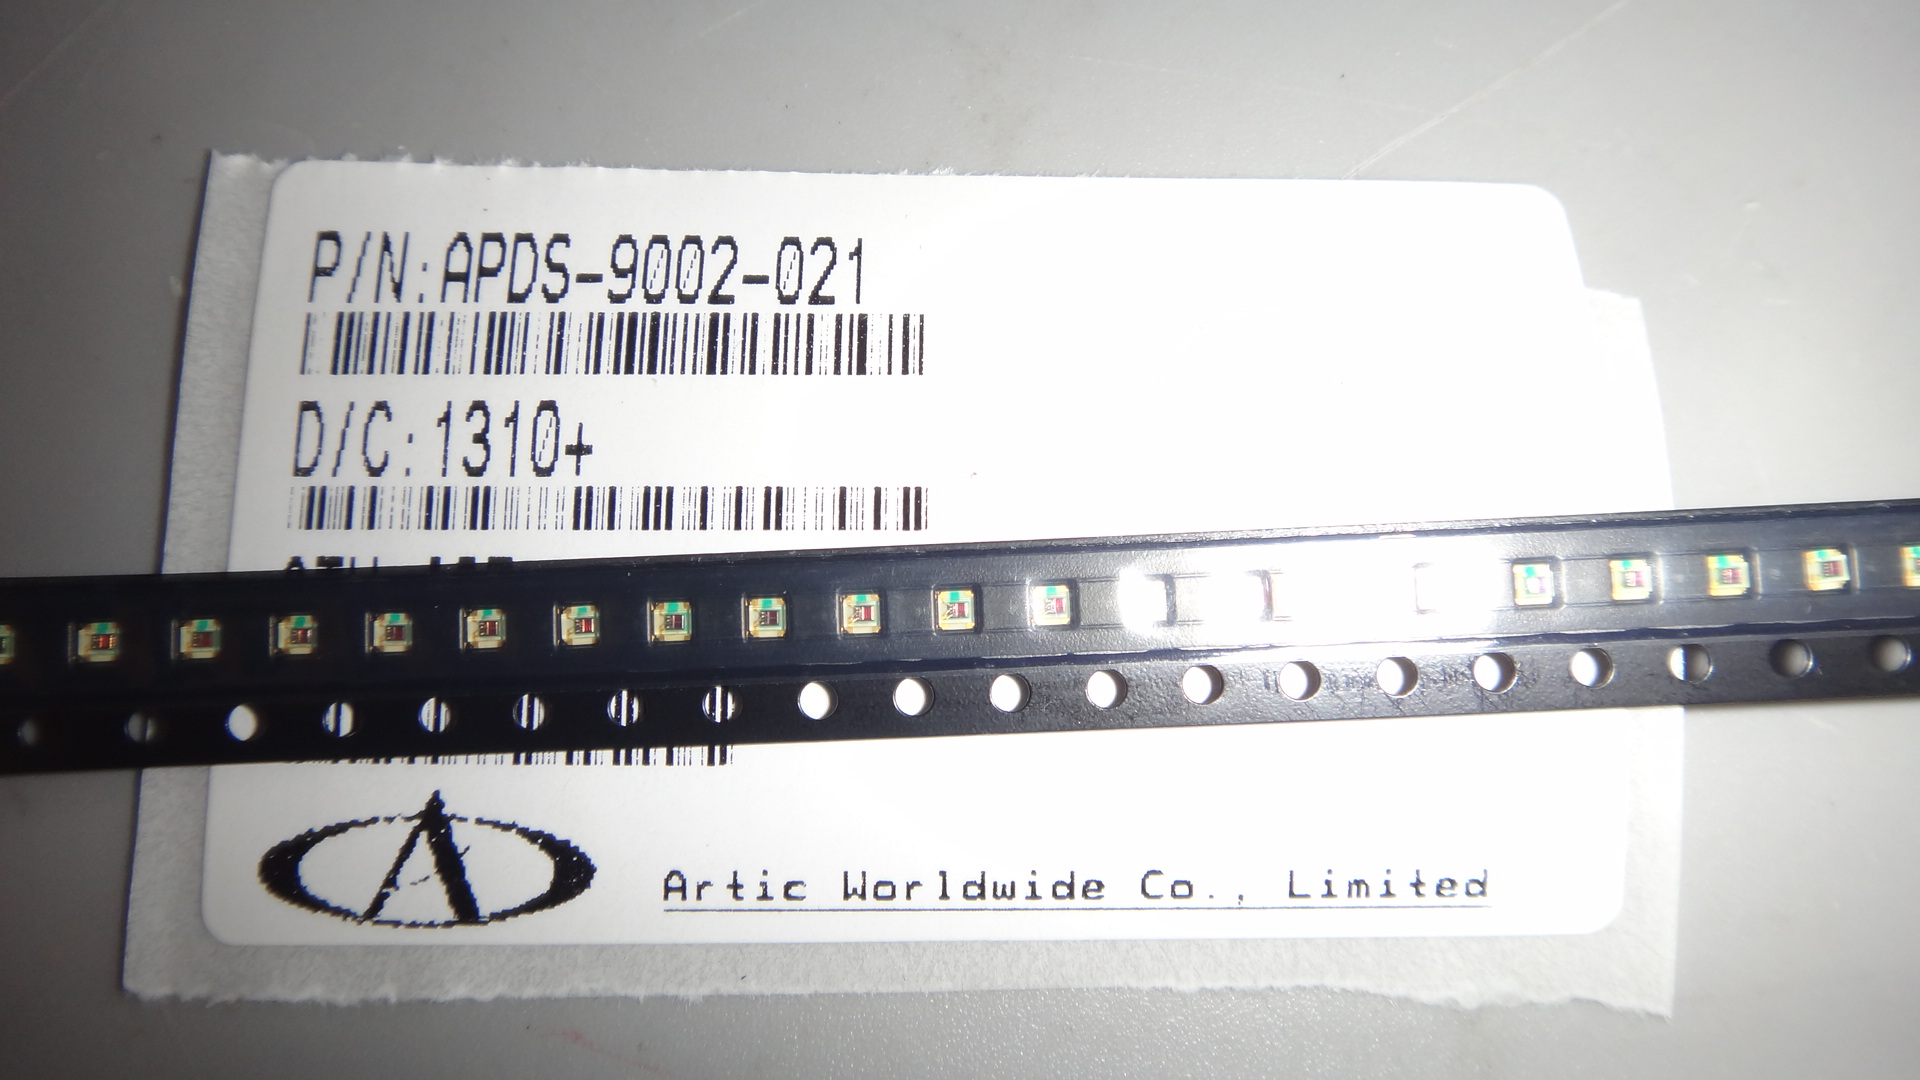 P/N:APDS-9002-021
D/C:1310+
Artic Worldwide Co., Limited